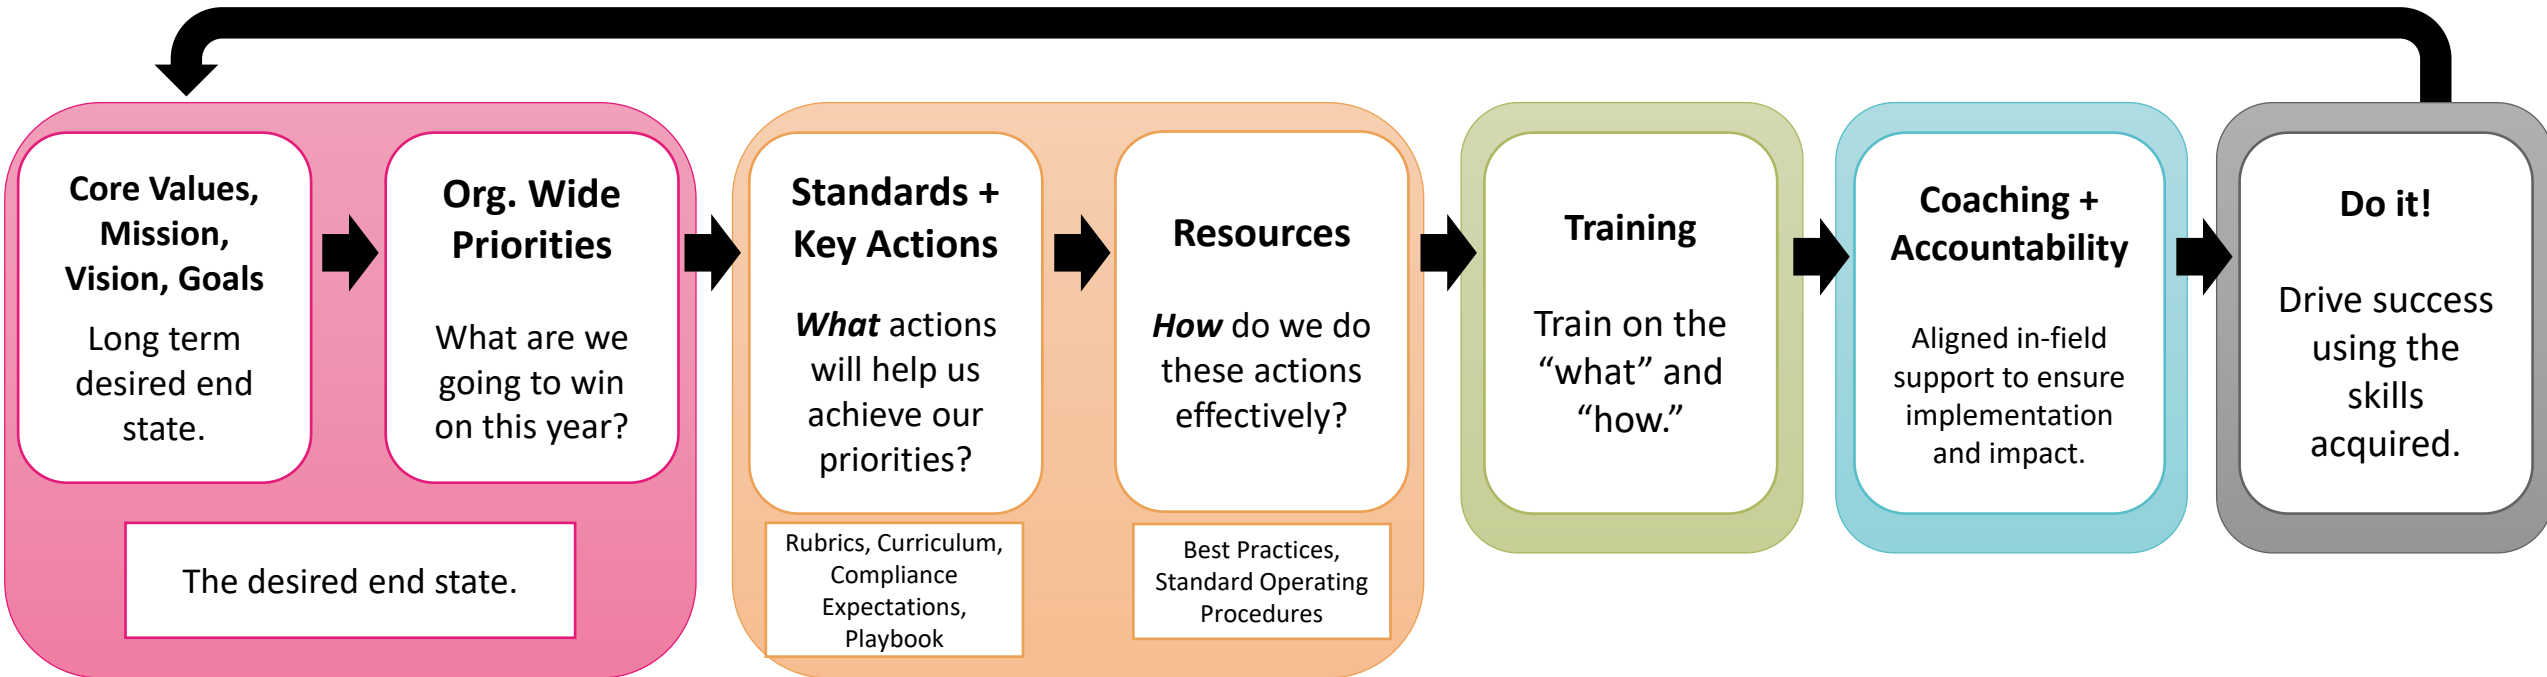 Core Values,
Mission,
Vision, Goals
Long term
desired end
state.
Org. Wide
Priorities
What are we
going to win
on this year?
The desired end state.
Standards +
Key Actions
What actions
will help us
achieve our
priorities?
Rubrics, Curriculum,
Compliance
Expectations,
Playbook
Resources
How do we do
these actions
effectively?
Best Practices,
Standard Operating
Procedures
Training
Train on the
“what” and
“how.”
Coaching +
Accountability
Aligned in-field
support to ensure
implementation
and impact.
Do it!
Drive success
using the
skills
acquired.